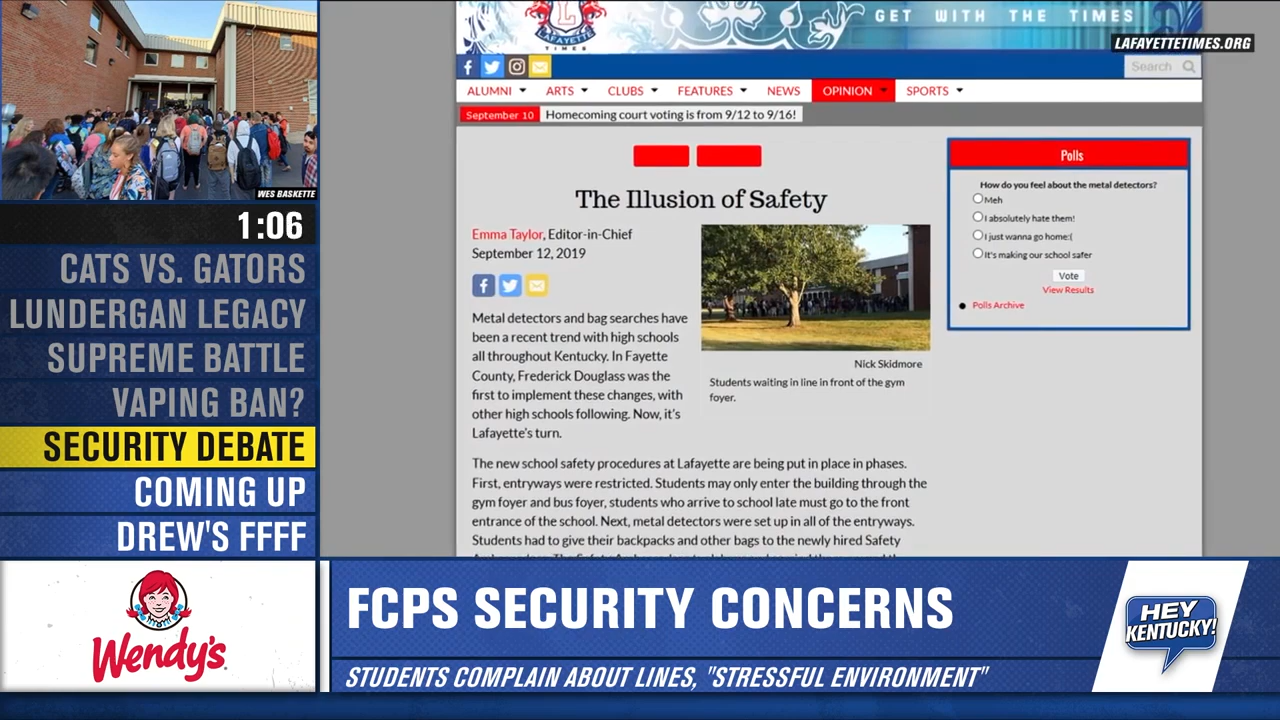 WES BASKETTE
1:06
CATS VS. GATORS
LUNDERGAN LEGACY
SUPREME BATTLE
VAPING BAN?
SECURITY DEBATE
COMING UP
DREW'S FFFF
Wendy's
L
LAFAYETTE
TIMES
GET WITH THE TIMES
LAFAYETTETIMES.ORG
Search
ALUMNI ARTS CLUBS FEATURES NEWS OPINION SPORTS
September 10 Homecoming court voting is from 9/12 to 9/16!
The Illusion of Safety
Emma Taylor, Editor-in-Chief
September 12, 2019
Metal detectors and bag searches have
been a recent trend with high schools
all throughout Kentucky. In Fayette
County, Frederick Douglass was the
first to implement these changes, with
other high schools following. Now, it's
Lafayette's turn.
Nick Skidmore
Students waiting in line in front of the gym
foyer.
The new school safety procedures at Lafayette are being put in place in phases.
First, entryways were restricted. Students may only enter the building through the
gym foyer and bus foyer, students who arrive to school late must go to the front
entrance of the school. Next, metal detectors were set up in all of the entryways.
Students had to give their backpacks and other bags to the newly hired Safety
Polls
How do you feel about the metal detectors?
Meh
I absolutely hate them!
I just wanna go home:(
It's making our school safer
Vote
View Results
Polls Archive
FCPS SECURITY CONCERNS
STUDENTS COMPLAIN ABOUT LINES, "STRESSFUL ENVIRONMENT"
HEY
KENTUCKY!